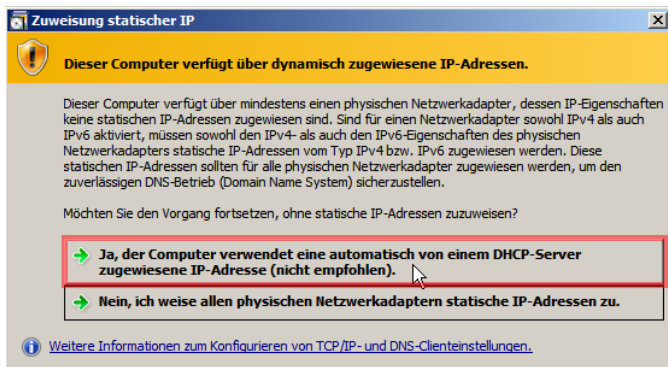 Zuweisung statischer IP
Dieser Computer verfügt über dynamisch zugewiesene IP-Adressen.
Dieser Computer verfügt über mindestens einen physischen Netzwerkadapter, dessen IP-Eigenschaften
keine statischen IP-Adressen zugewiesen sind. Sind für einen Netzwerkadapter sowohl IPv4 als auch
IPv6 aktiviert, müssen sowohl den IPv4- als auch den IPv6-Eigenschaften des physischen
Netzwerkadapters statische IP-Adressen vom Typ IPv4 bzw. IPv6 zugewiesen werden. Diese
statischen IP-Adressen sollten für alle physischen Netzwerkadapter zugewiesen werden, um den
zuverlässigen DNS-Betrieb (Domain Name System) sicherzustellen.
Möchten Sie den Vorgang fortsetzen, ohne statische IP-Adressen zuzuweisen?
Ja, der Computer verwendet eine automatisch von einem DHCP-Server
zugewiesene IP-Adresse (nicht empfohlen).
Nein, ich weise allen physischen Netzwerkadaptern statische IP-Adressen zu.
Weitere Informationen zum Konfigurieren von TCP/IP- und DNS-Clienteinstellungen.